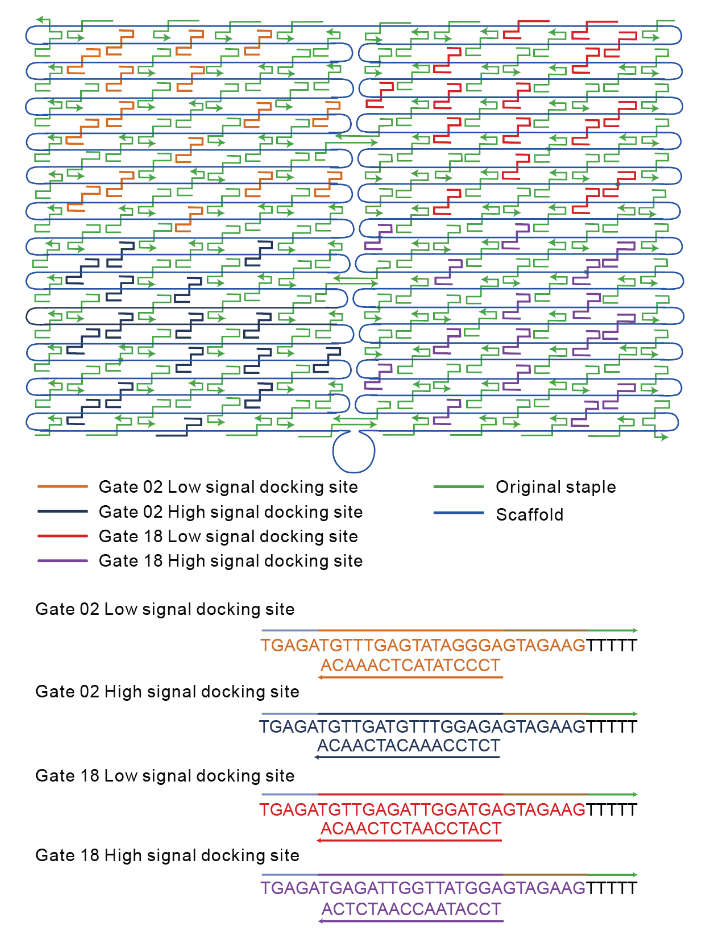 Gate 02 Low signal docking site
Gate 02 High signal docking site
Gate 18 Low signal docking site
Gate 18 High signal docking site
Original staple
Scaffold
Gate 02 Low signal docking site
TGAGATGTTTGAGTATAGGGAGTAGAAGTTTTT
ACAAACTCATATCCCT
Gate 02 High signal docking site
TGAGATGTTGATGTTTGGAGAGTAGAAGTTTTT
ACAACTACAAACCTCT
Gate 18 Low signal docking site
TGAGATGTTGAGATTGGATGAGTAGAAGTTTTT
ACAACTCTAACCTACT
Gate 18 High signal docking site
TGAGATGAGATTGGTTATGGAGTAGAAGTTTTT
ACTCTAACCAATACCT